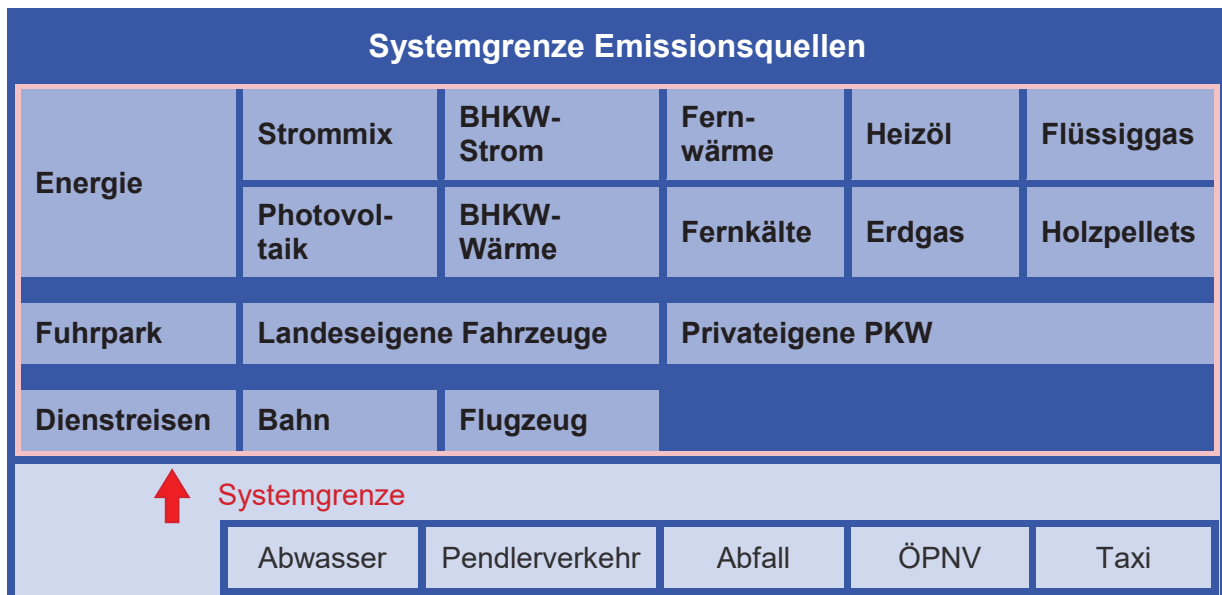 Systemgrenze Emissionsquellen
Energie
Strommix
BHKW-
Strom
Fern-
wärme
Heizöl
Flüssiggas
Photovol-
taik
BHKW-
Wärme
Fernkälte
Erdgas
Holzpellets
Fuhrpark
Landeseigene Fahrzeuge
Privateigene PKW
Dienstreisen
Bahn
Flugzeug
Systemgrenze
Abwasser
Pendlerverkehr
Abfall
ÖPNV
Taxi